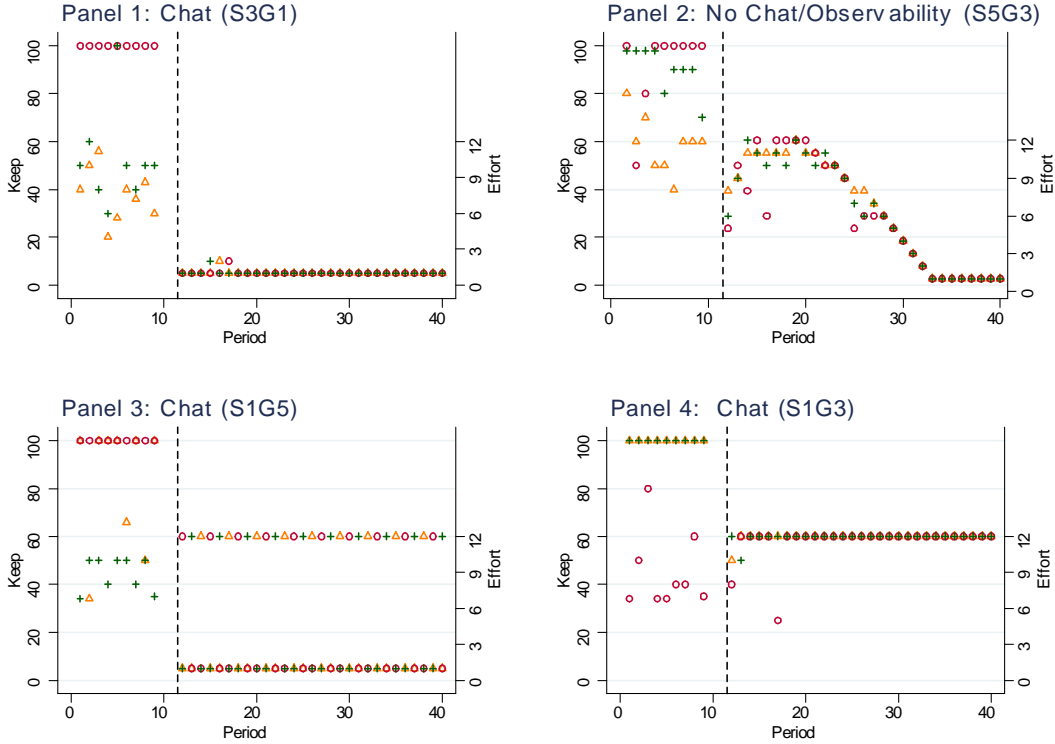 Panel 1: Chat (S3G1)
Keep
0 20 40 60 80 100
0 10 20 30 40
Period
0 3 6 9 12
Effort
Panel 2: No Chat/Observability (S5G3)
Keep
0 20 40 60 80 100
0 10 20 30 40
Period
0 3 6 9 12
Effort
Panel 3: Chat (S1G5)
Keep
0 20 40 60 80 100
0 10 20 30 40
Period
0 3 6 9 12
Effort
Panel 4: Chat (S1G3)
Keep
0 20 40 60 80 100
0 10 20 30 40
Period
0 3 6 9 12
Effort